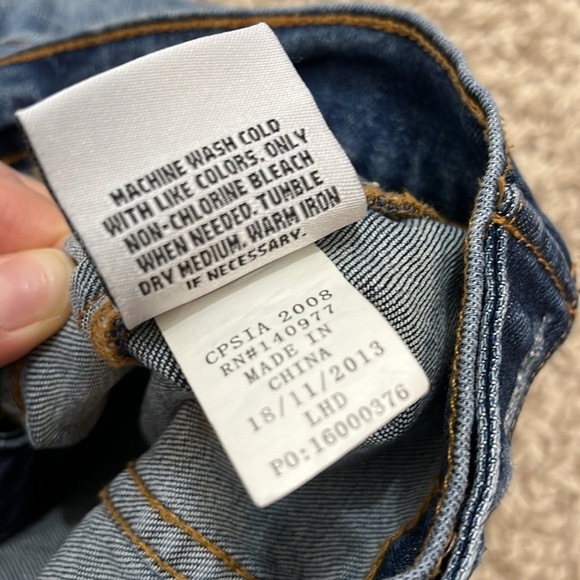 MACHINE WASH COLD
WITH LIKE COLORS. ONLY
NON-CHLORINE BLEACH
WHEN NEEDED. TUMBLE
DRY MEDIUM. WARM IRON
IF NECESSARY.
CPSIA 2008
RN#140977
MADE IN
CHINA
18/11/2013
LHD
PO:16000376